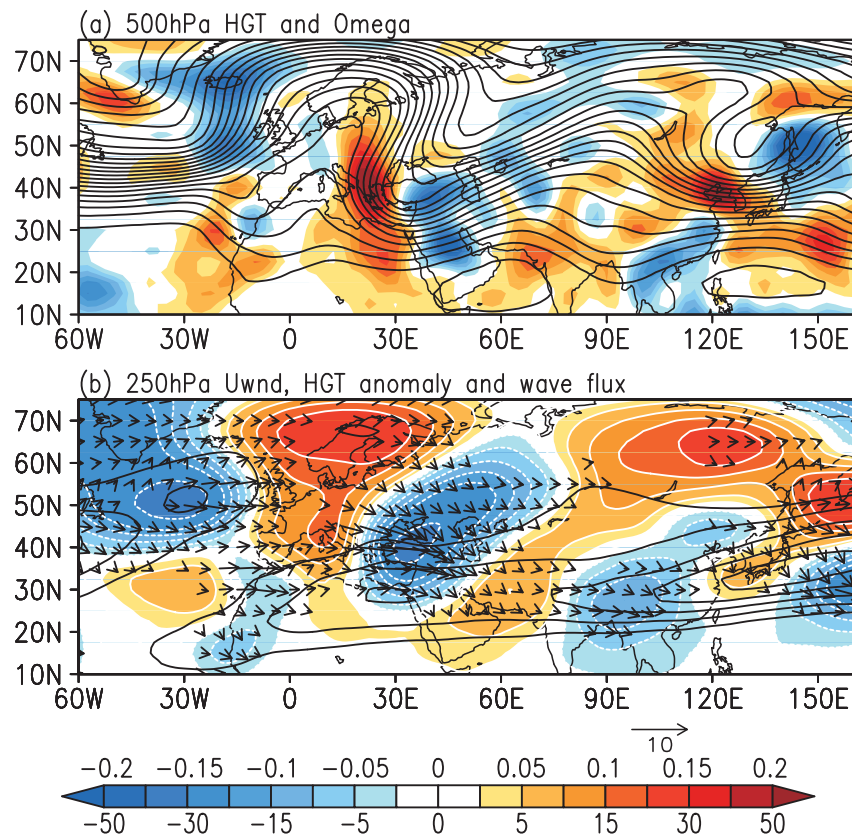 (a) 500hPa HGT and Omega
70N
60N
50N
40N
30N
20N
10N
60W 30W 0 30E 60E 90E 120E 150E
(b) 250hPa Uwnd, HGT anomaly and wave flux
70N
60N
50N
40N
30N
20N
10N
60W 30W 0 30E 60E 90E 120E 150E
10
−0.2 −0.15 −0.1 −0.05 0 0.05 0.1 0.15 0.2
−50 −30 −15 −5 0 5 15 30 50